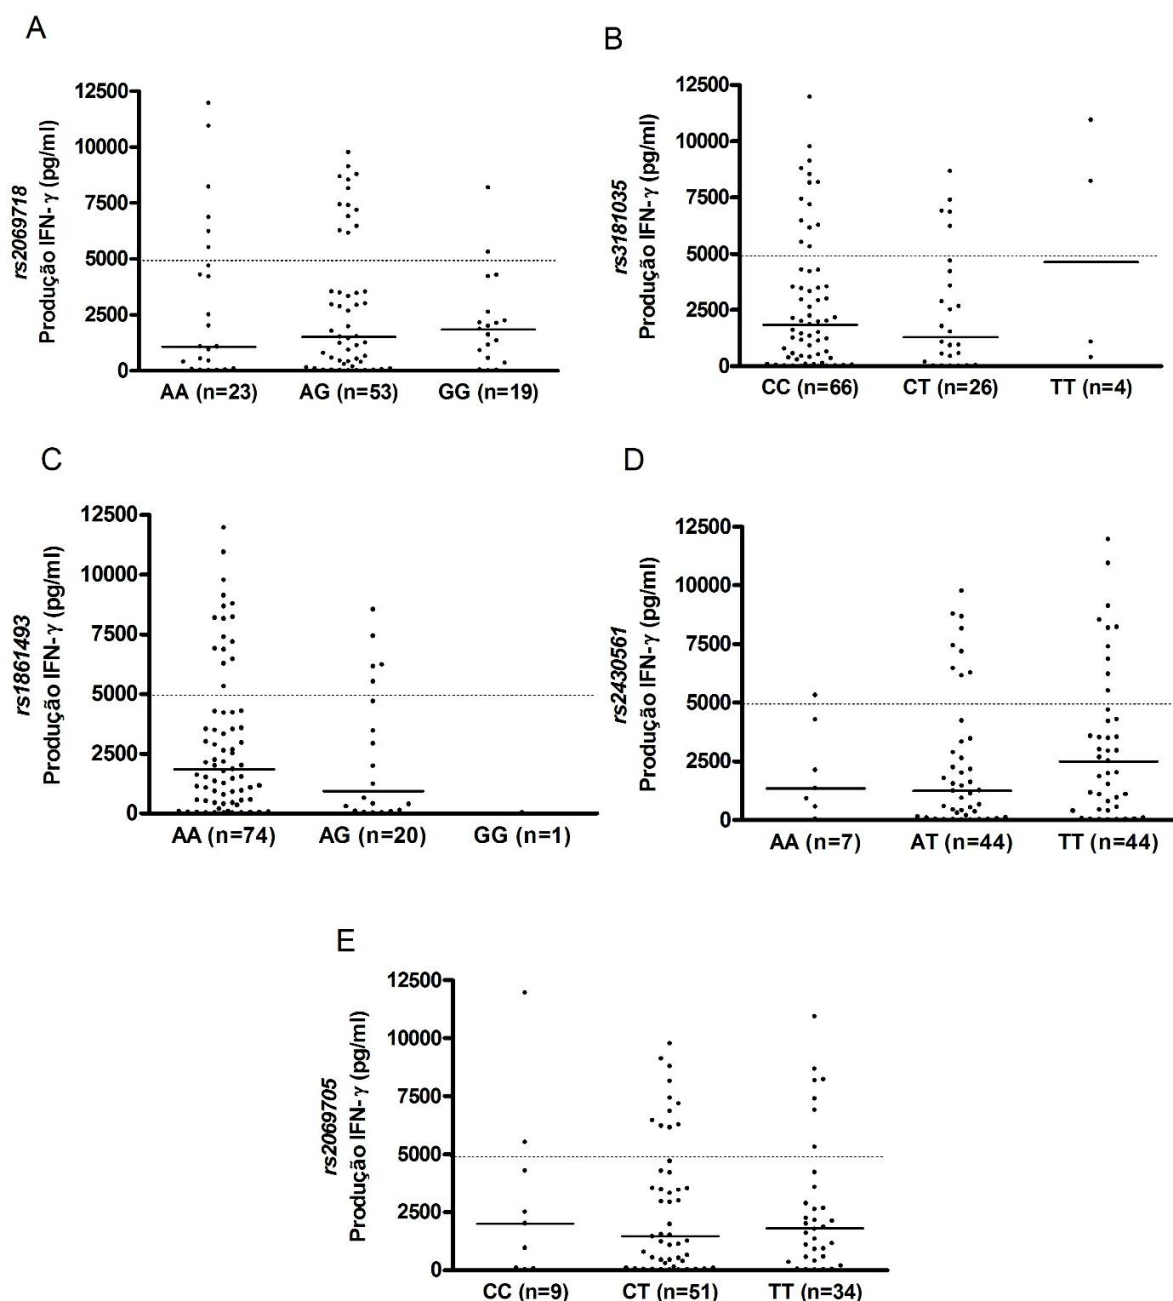 A
rs2069718
Produção IFN-γ (pg/ml)
12500
10000
7500
5000
2500
0
AA (n=23) AG (n=53) GG (n=19)
B
rs3181035
Produção IFN-γ (pg/ml)
12500
10000
7500
5000
2500
0
CC (n=66) CT (n=26) TT (n=4)
C
rs1861493
Produção IFN-γ (pg/ml)
12500
10000
7500
5000
2500
0
AA (n=74) AG (n=20) GG (n=1)
D
rs2430561
Produção IFN-γ (pg/ml)
12500
10000
7500
5000
2500
0
AA (n=7) AT (n=44) TT (n=44)
E
rs2069705
Produção IFN-γ (pg/ml)
12500
10000
7500
5000
2500
0
CC (n=9) CT (n=51) TT (n=34)